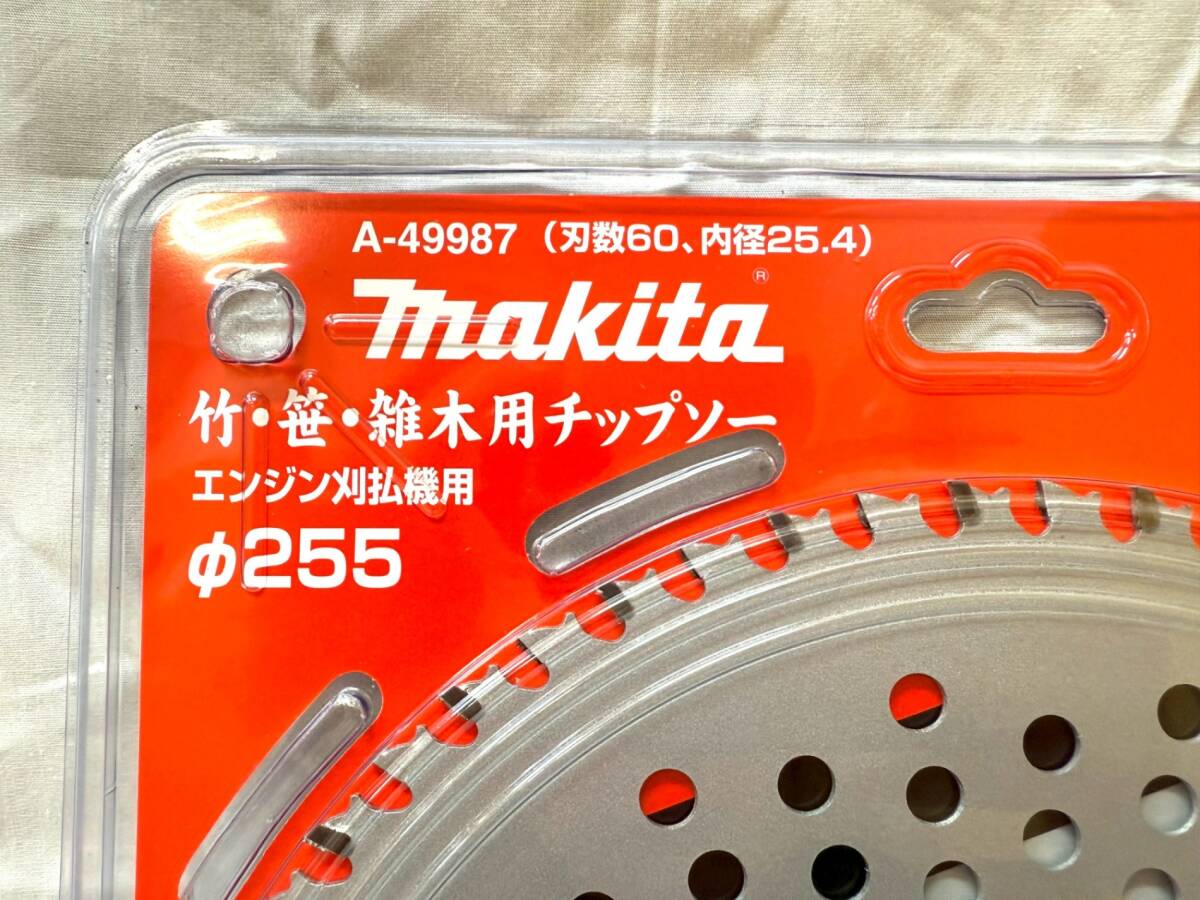 A-49987（刃数60、内径25.4）
makita®
竹・笹・雑木用チップソー
エンジン刈払機用
φ255